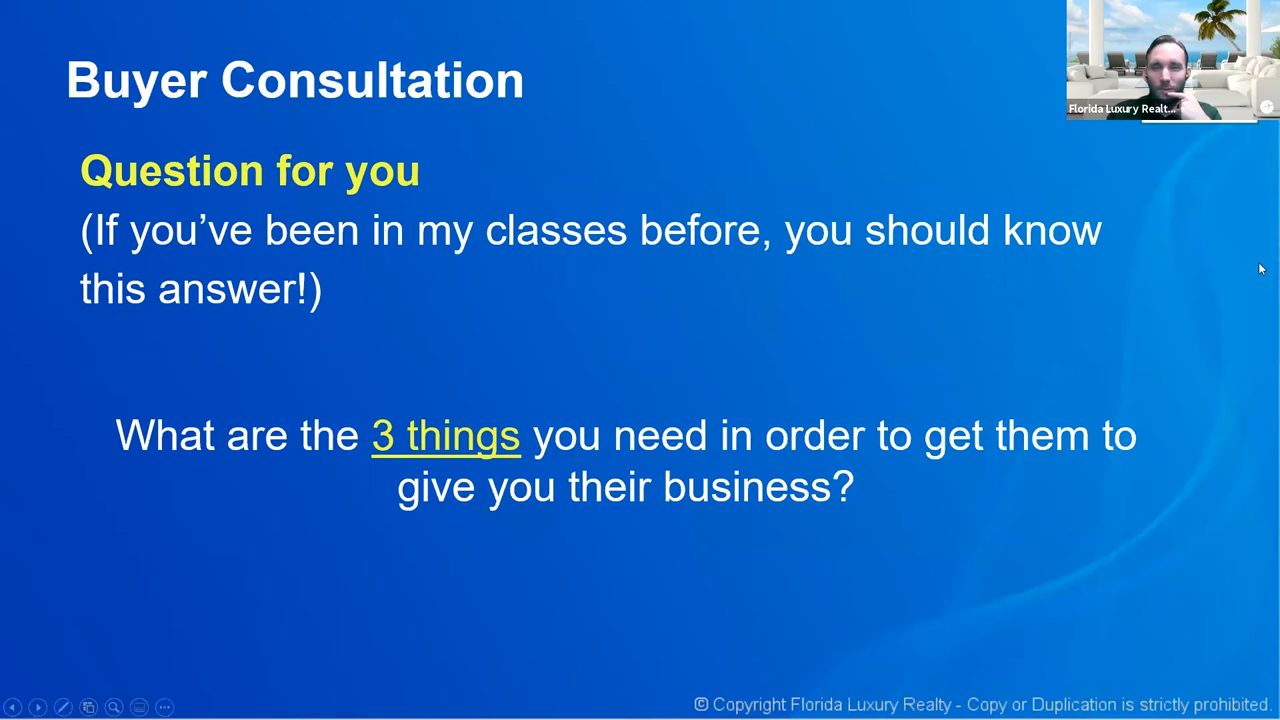 Buyer Consultation
Florida Luxury Realt...
Question for you
(If you’ve been in my classes before, you should know
this answer!)
What are the 3 things you need in order to get them to
give you their business?
© Copyright Florida Luxury Realty - Copy or Duplication is strictly prohibited.